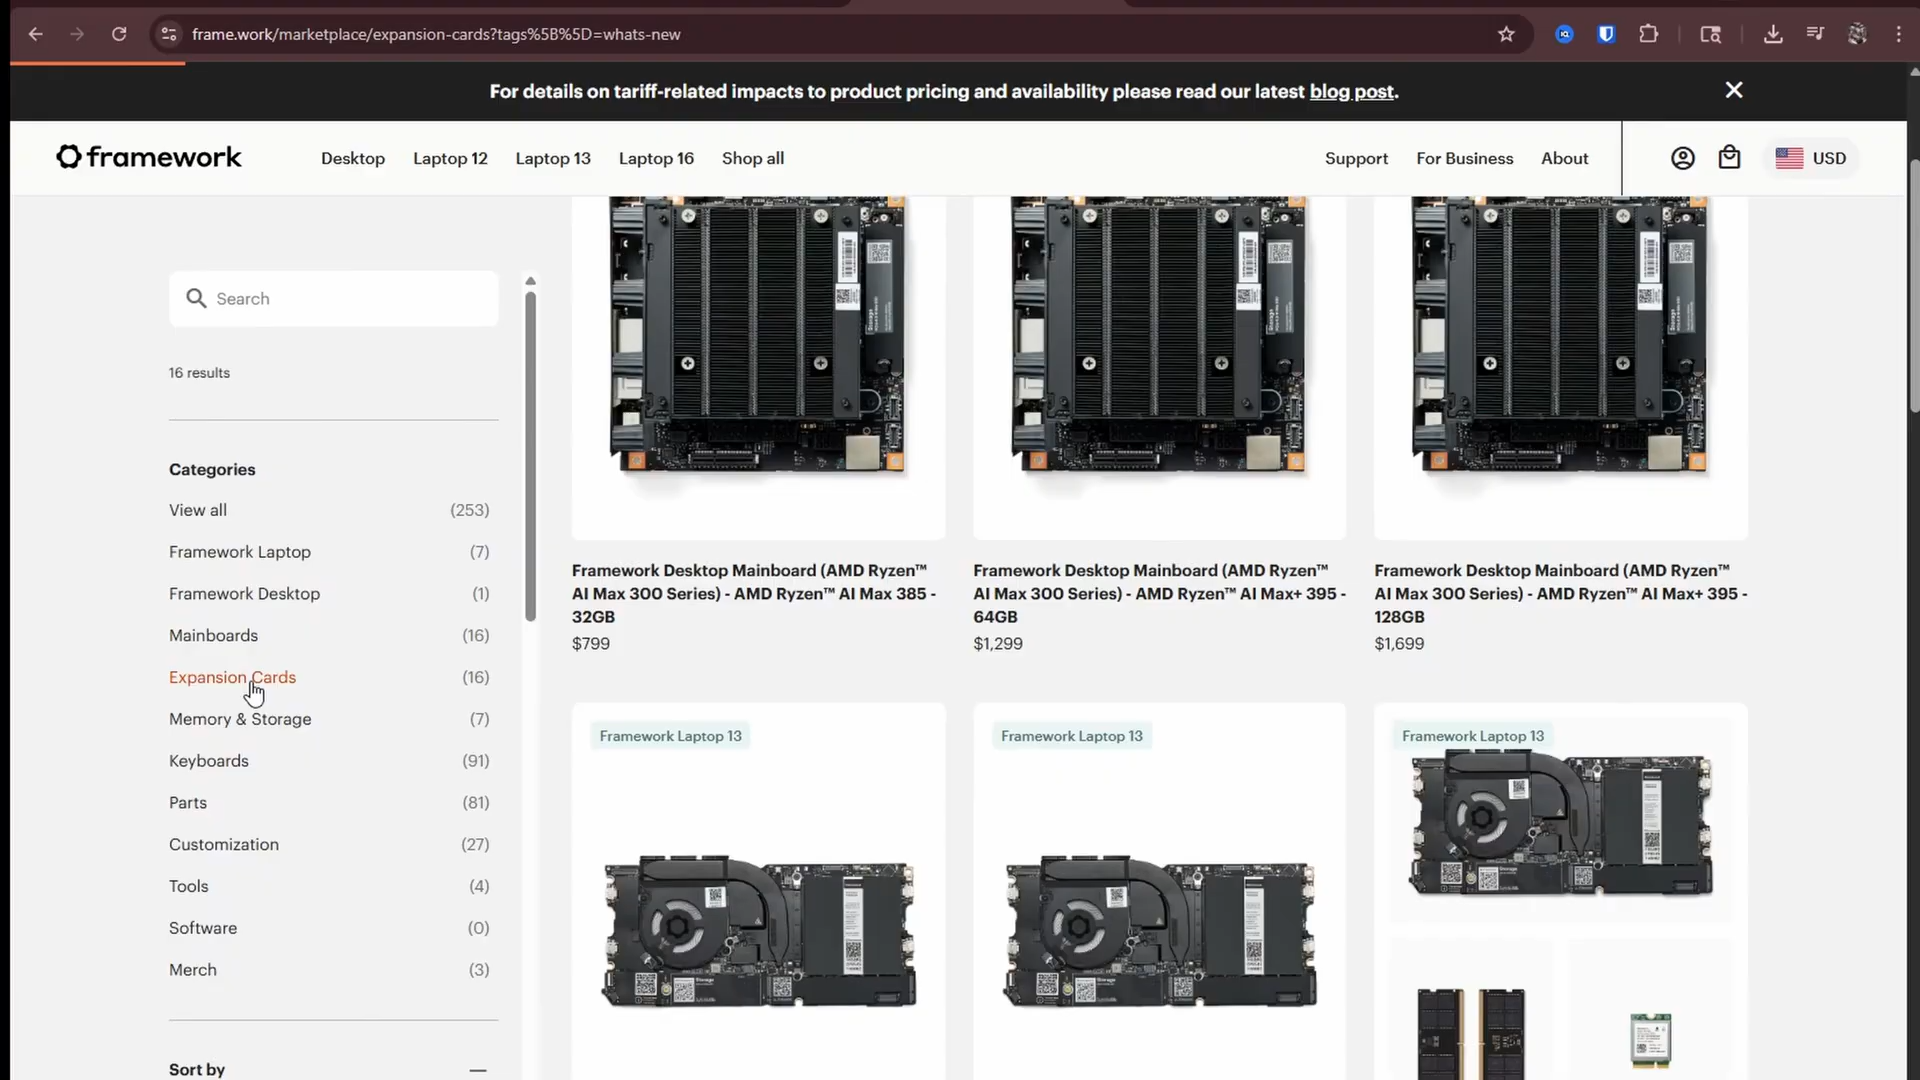 frame.work/marketplace/expansion-cards?tags%5B%5D=whats-new
For details on tariff-related impacts to product pricing and availability please read our latest blog post.
framework
Desktop
Laptop 12
Laptop 13
Laptop 16
Shop all
Support
For Business
About
USD
Search
16 results
Categories
View all (253)
Framework Laptop (7)
Framework Desktop (1)
Mainboards (16)
Expansion Cards (16)
Memory & Storage (7)
Keyboards (91)
Parts (81)
Customization (27)
Tools (4)
Software (0)
Merch (3)
Sort by
Framework Desktop Mainboard (AMD Ryzen™
AI Max 300 Series) - AMD Ryzen™ AI Max 385 -
32GB
$799
Framework Desktop Mainboard (AMD Ryzen™
AI Max 300 Series) - AMD Ryzen™ AI Max+ 395 -
64GB
$1,299
Framework Desktop Mainboard (AMD Ryzen™
AI Max 300 Series) - AMD Ryzen™ AI Max+ 395 -
128GB
$1,699
Framework Laptop 13
Framework Laptop 13
Framework Laptop 13